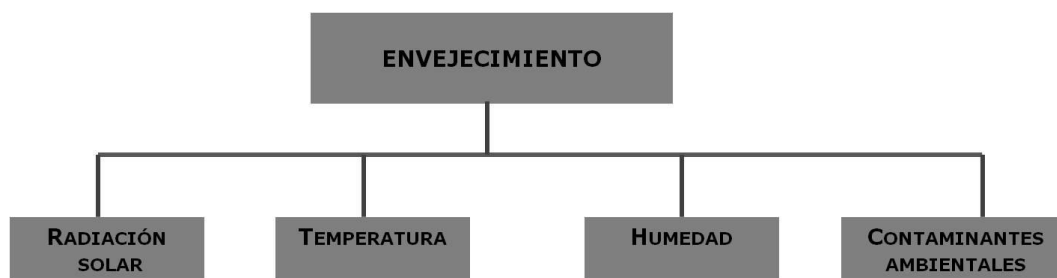 ENVEJECIMIENTO
RADIACIÓN
SOLAR
TEMPERATURA
HUMEDAD
CONTAMINANTES
AMBIENTALES